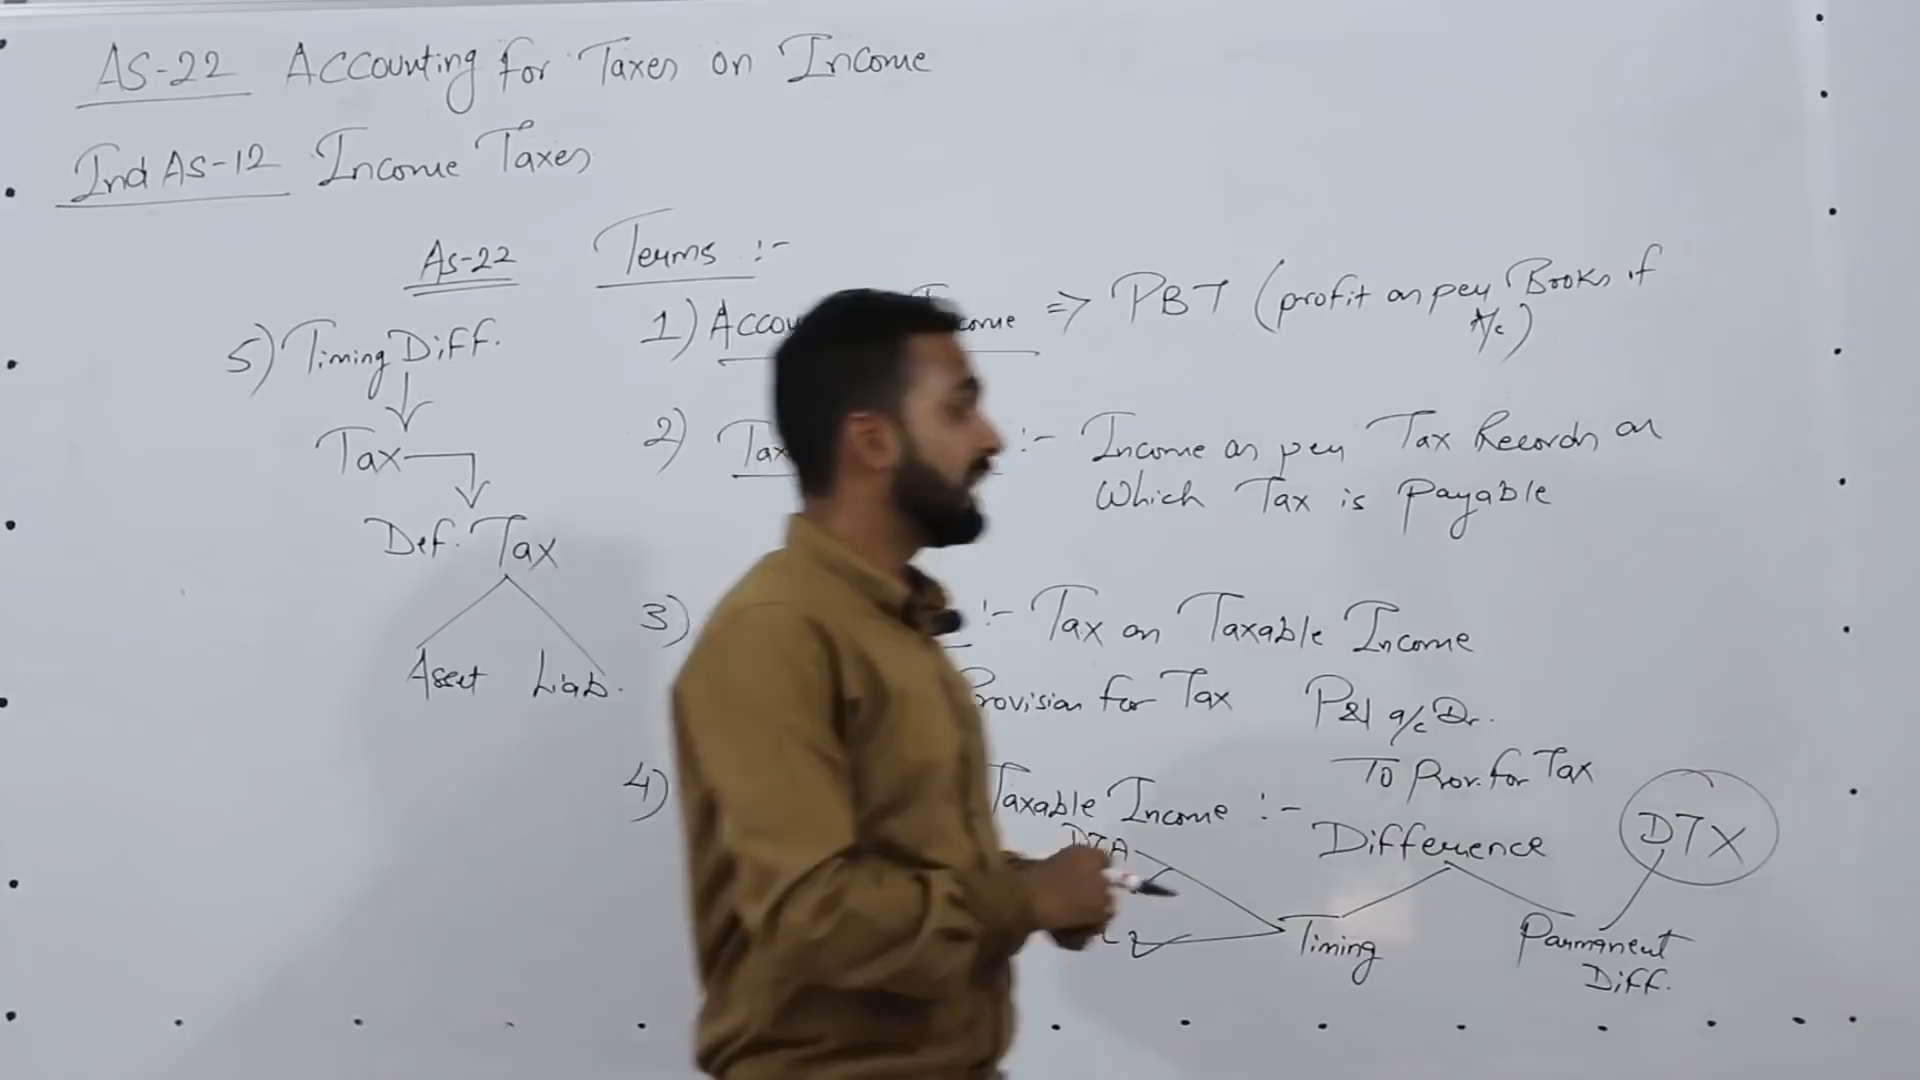 AS-22 Accounting for Taxes on Income
Ind AS-12 Income Taxes
As-22
Terms :-
5) Timing Diff.
Tax
Def. Tax
Asset Liab.
1) => PBT (profit as per Books of A/c)
2) Tax :- Income as per Tax Records on
Which Tax is Payable
3) :- Tax on Taxable Income
Provision for Tax P&l a/c Dr.
To Prov. for Tax
4) Taxable Income :-
Difference
DTX
DTA
Timing
Parmanent
Diff.